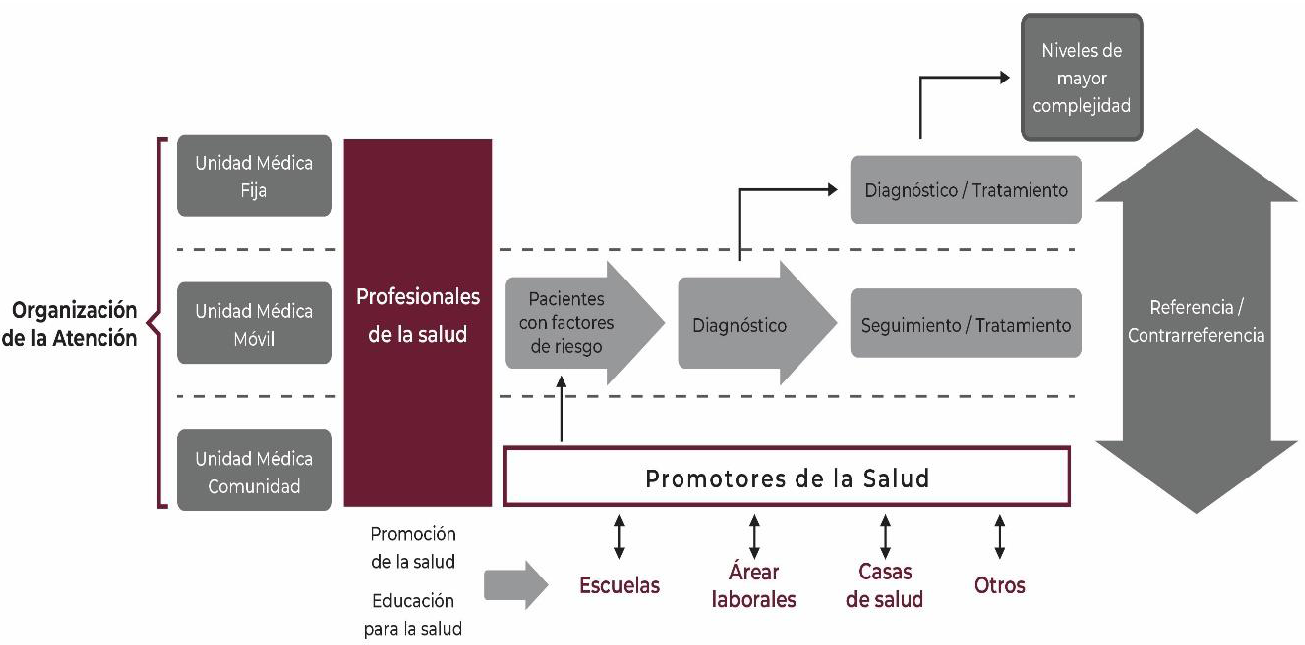 Niveles de
mayor
complejidad
Unidad Médica
Fija
Diagnóstico / Tratamiento
Organización
de la Atención
Unidad Médica
Móvil
Profesionales
de la salud
Pacientes
con factores
de riesgo
Diagnóstico
Seguimiento / Tratamiento
Referencia /
Contrarreferencia
Unidad Médica
Comunidad
Promotores de la Salud
Promoción
de la salud
Educación
para la salud
Escuelas
Árear
laborales
Casas
de salud
Otros